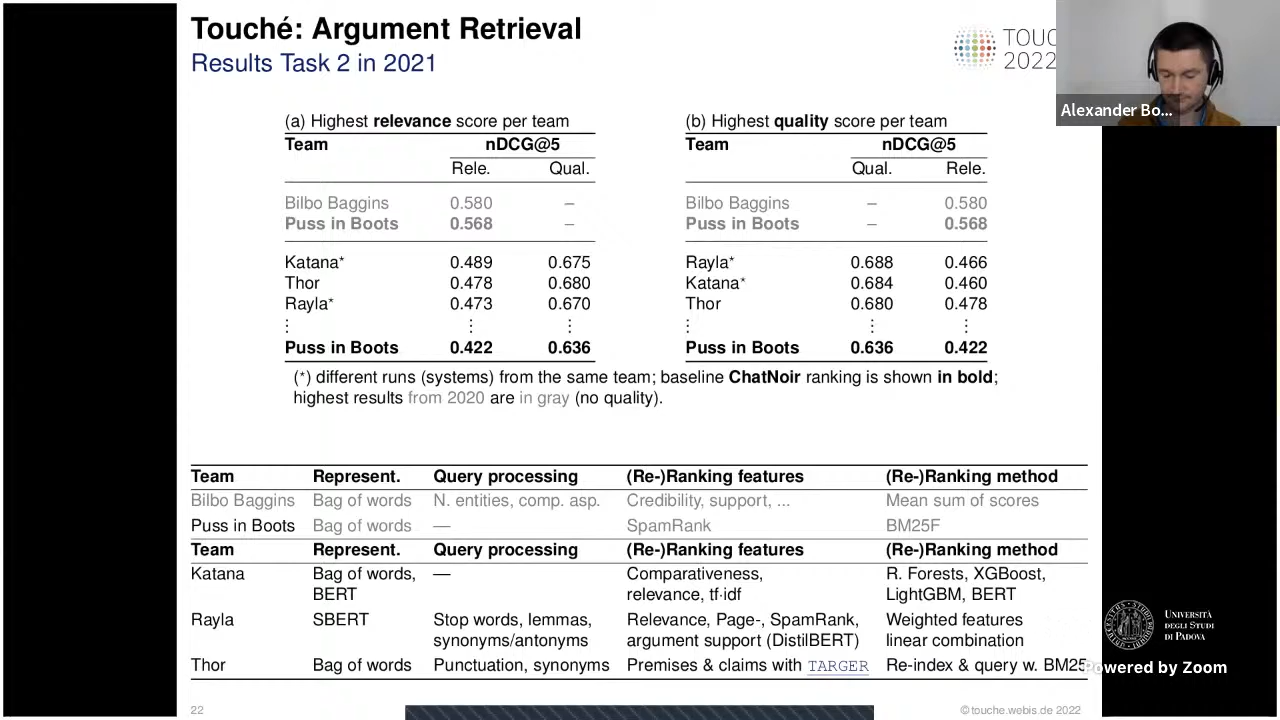 Touché: Argument Retrieval
Results Task 2 in 2021
TOUC
2022
Alexander Bo...
(a) Highest relevance score per team
Team nDCG@5
Rele. Qual.
Bilbo Baggins 0.580 –
Puss in Boots 0.568 –
Katana* 0.489 0.675
Thor 0.478 0.680
Rayla* 0.473 0.670
⋮ ⋮ ⋮
Puss in Boots 0.422 0.636
(b) Highest quality score per team
Team nDCG@5
Qual. Rele.
Bilbo Baggins – 0.580
Puss in Boots – 0.568
Rayla* 0.688 0.466
Katana* 0.684 0.460
Thor 0.680 0.478
⋮ ⋮ ⋮
Puss in Boots 0.636 0.422
(*) different runs (systems) from the same team; baseline ChatNoir ranking is shown in bold;
highest results from 2020 are in gray (no quality).
Team Represent. Query processing (Re-)Ranking features (Re-)Ranking method
Bilbo Baggins Bag of words N. entities, comp. asp. Credibility, support, ... Mean sum of scores
Puss in Boots Bag of words — SpamRank BM25F
Team Represent. Query processing (Re-)Ranking features (Re-)Ranking method
Katana Bag of words, — Comparativeness, R. Forests, XGBoost,
BERT relevance, tf·idf LightGBM, BERT
Rayla SBERT Stop words, lemmas, Relevance, Page-, SpamRank, Weighted features
synonyms/antonyms argument support (DistilBERT) linear combination
Thor Bag of words Punctuation, synonyms Premises & claims with TARGER Re-index & query w. BM25
UNIVERSITÀ
DEGLI STUDI
DI PADOVA
Powered by Zoom
22
©touche.webis.de 2022